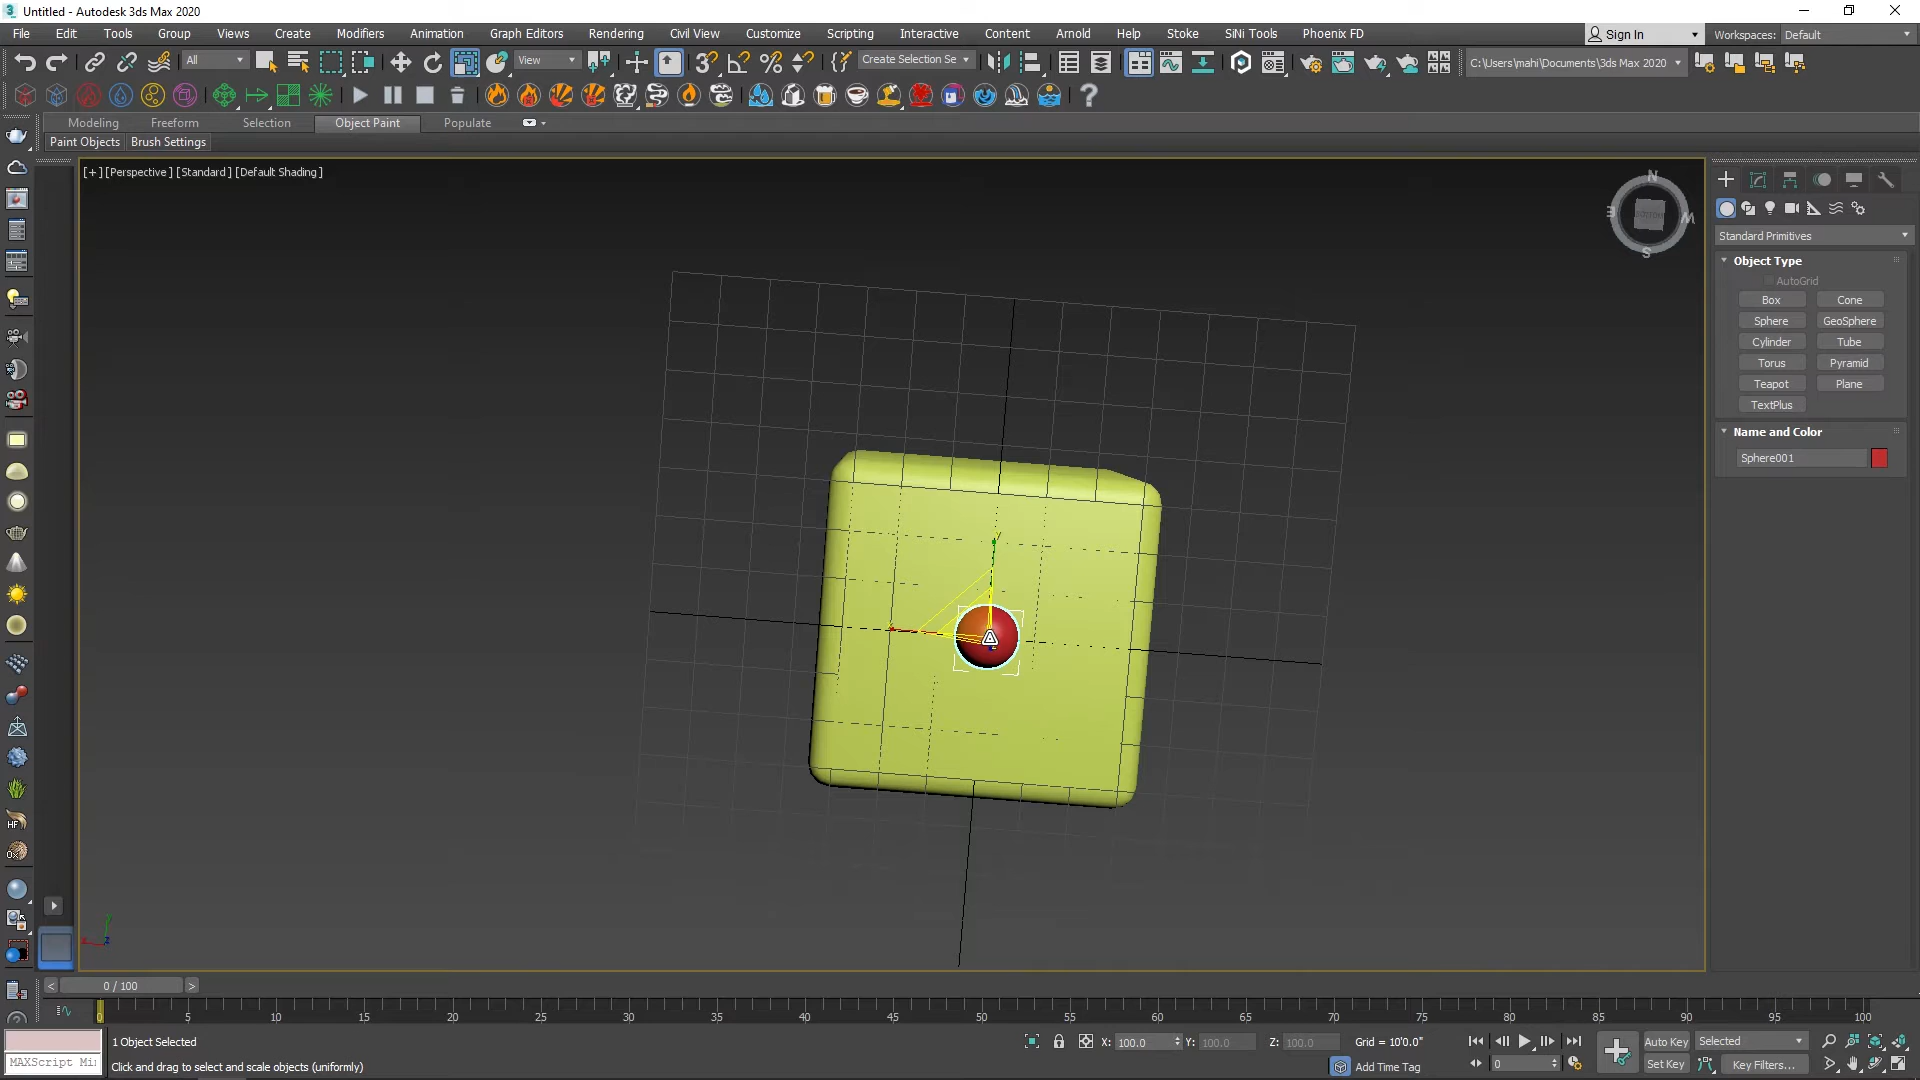 Untitled - Autodesk 3ds Max 2020
File Edit Tools Group Views Create Modifiers Animation Graph Editors Rendering Civil View Customize Scripting Interactive Content Arnold Help Stoke SiNi Tools Phoenix FD Sign In Workspaces: Default
All View Create Selection Se C:\Users\mahi\Documents\3ds Max 2020
Modeling Freeform Selection Object Paint Populate
Paint Objects Brush Settings
[+] [Perspective ] [Standard ] [Default Shading ]
N
E W
S
Standard Primitives
Object Type
AutoGrid
Box Cone
Sphere GeoSphere
Cylinder Tube
Torus Pyramid
Teapot Plane
TextPlus
Name and Color
Sphere001
y
HF
0 / 100
0 5 10 15 20 25 30 35 40 45 50 55 60 65 70 75 80 85 90 95 100
1 Object Selected X: 100.0 Y: 100.0 Z: 100.0 Grid = 10'0.0" Auto Key Selected
MAXScript Mi Click and drag to select and scale objects (uniformly) Add Time Tag 0 Set Key Key Filters...